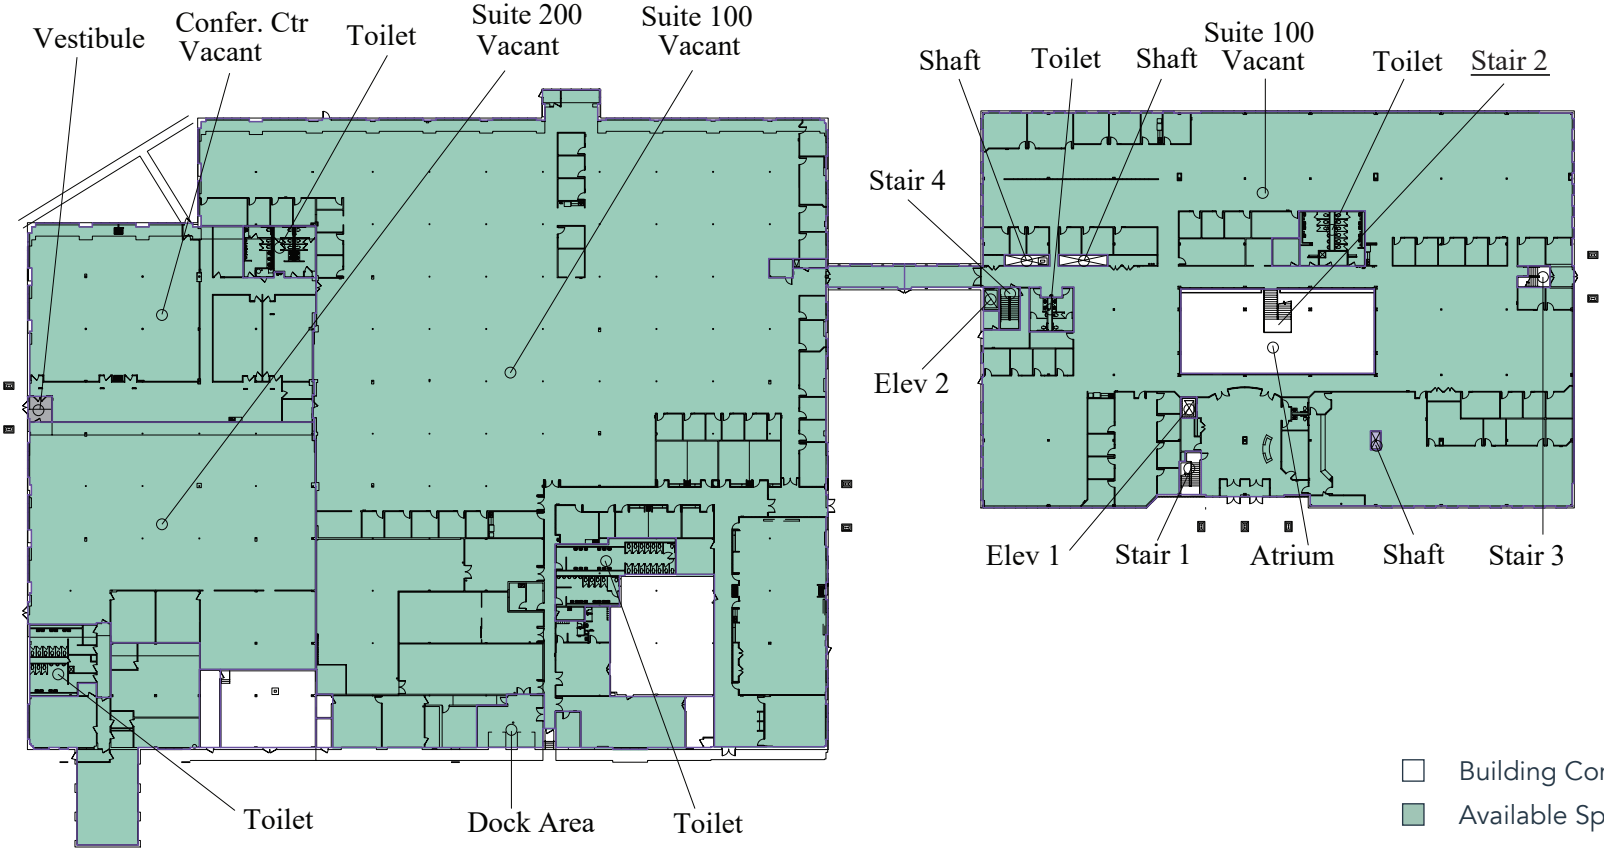 Vestibule
Confer. Ctr
Vacant
Toilet
Suite 200
Vacant
Suite 100
Vacant
Shaft
Toilet
Shaft
Suite 100
Vacant
Toilet
Stair 2
Stair 4
Elev 2
Elev 1
Stair 1
Atrium
Shaft
Stair 3
Toilet
Dock Area
Toilet
Building Cor
Available Sp